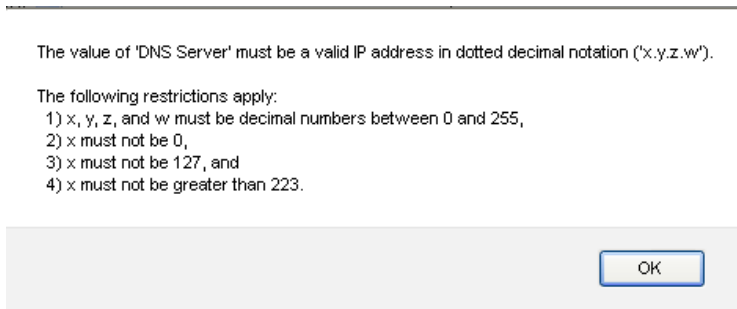 The value of 'DNS Server' must be a valid IP address in dotted decimal notation ('x.y.z.w').
The following restrictions apply:
1) x, y, z, and w must be decimal numbers between 0 and 255,
2) x must not be 0,
3) x must not be 127, and
4) x must not be greater than 223.
OK